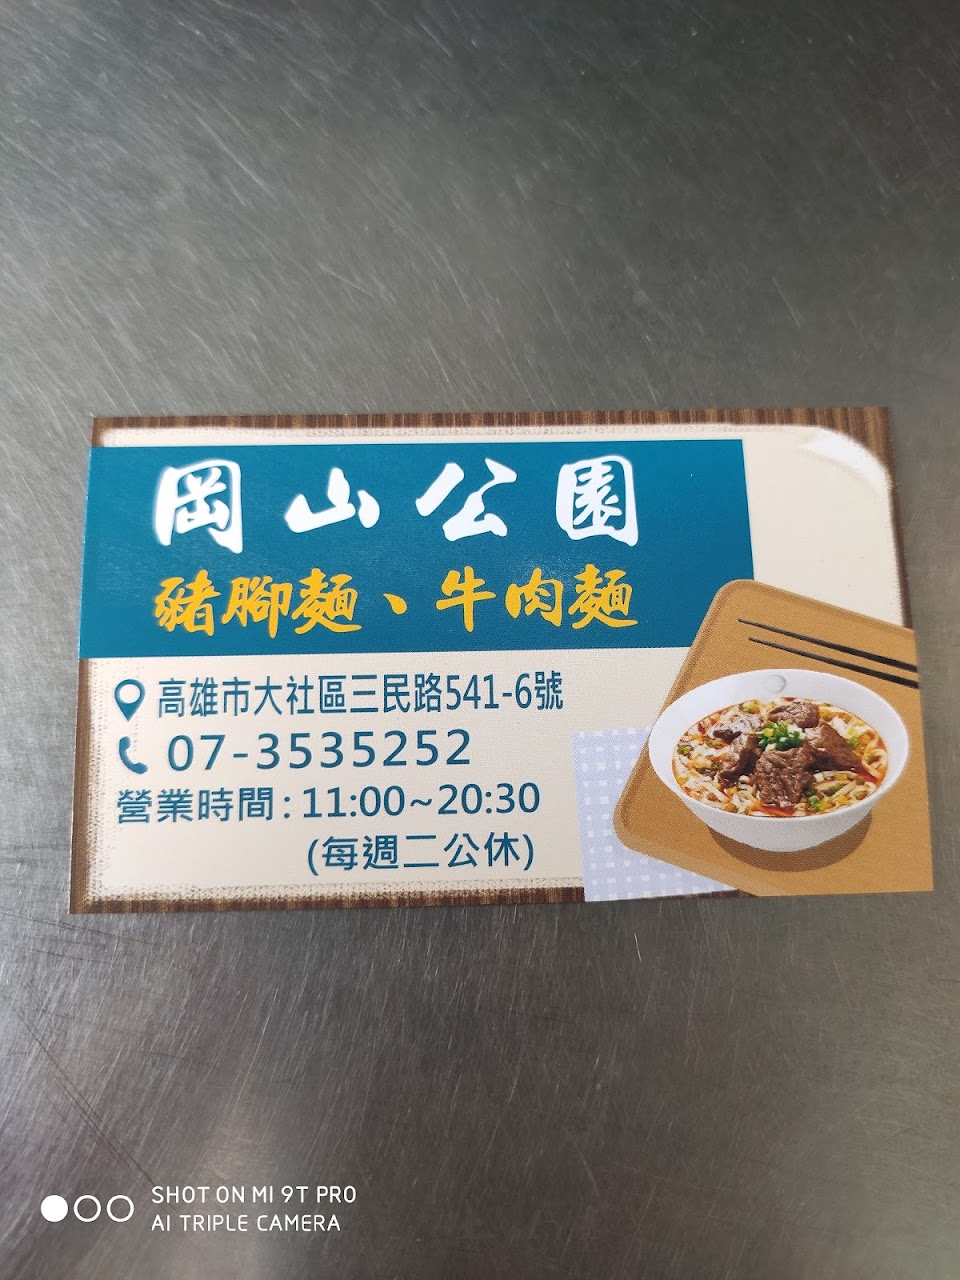 岡山公園
豬腳麵、牛肉麵
高雄市大社區三民路541-6號
07-3535252
營業時間:11:00~20:30
(每週二公休)
SHOT ON MI 9T PRO
AI TRIPLE CAMERA